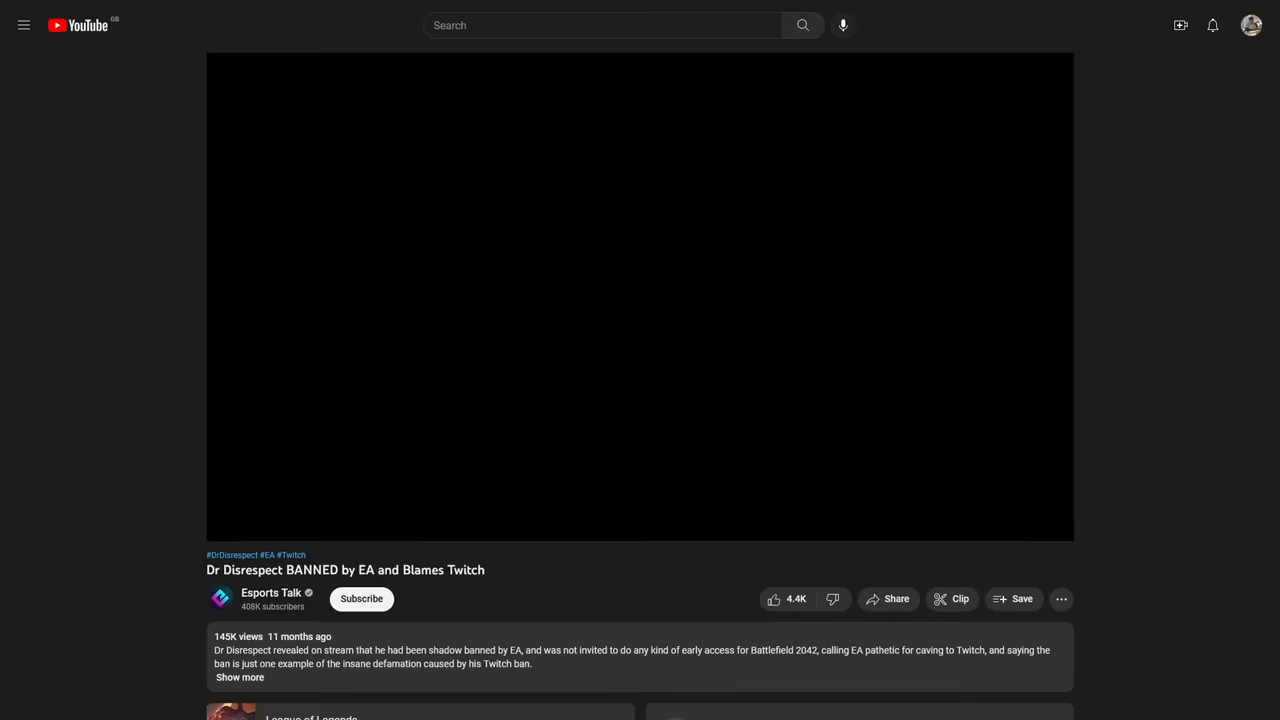 YouTube GB
Search
#DrDisrespect #EA #Twitch
Dr Disrespect BANNED by EA and Blames Twitch
Esports Talk
408K subscribers
Subscribe
4.4K
Share
Clip
Save
145K views 11 months ago
Dr Disrespect revealed on stream that he had been shadow banned by EA, and was not invited to do any kind of early access for Battlefield 2042, calling EA pathetic for caving to Twitch, and saying the
ban is just one example of the insane defamation caused by his Twitch ban.
Show more
League of Legends